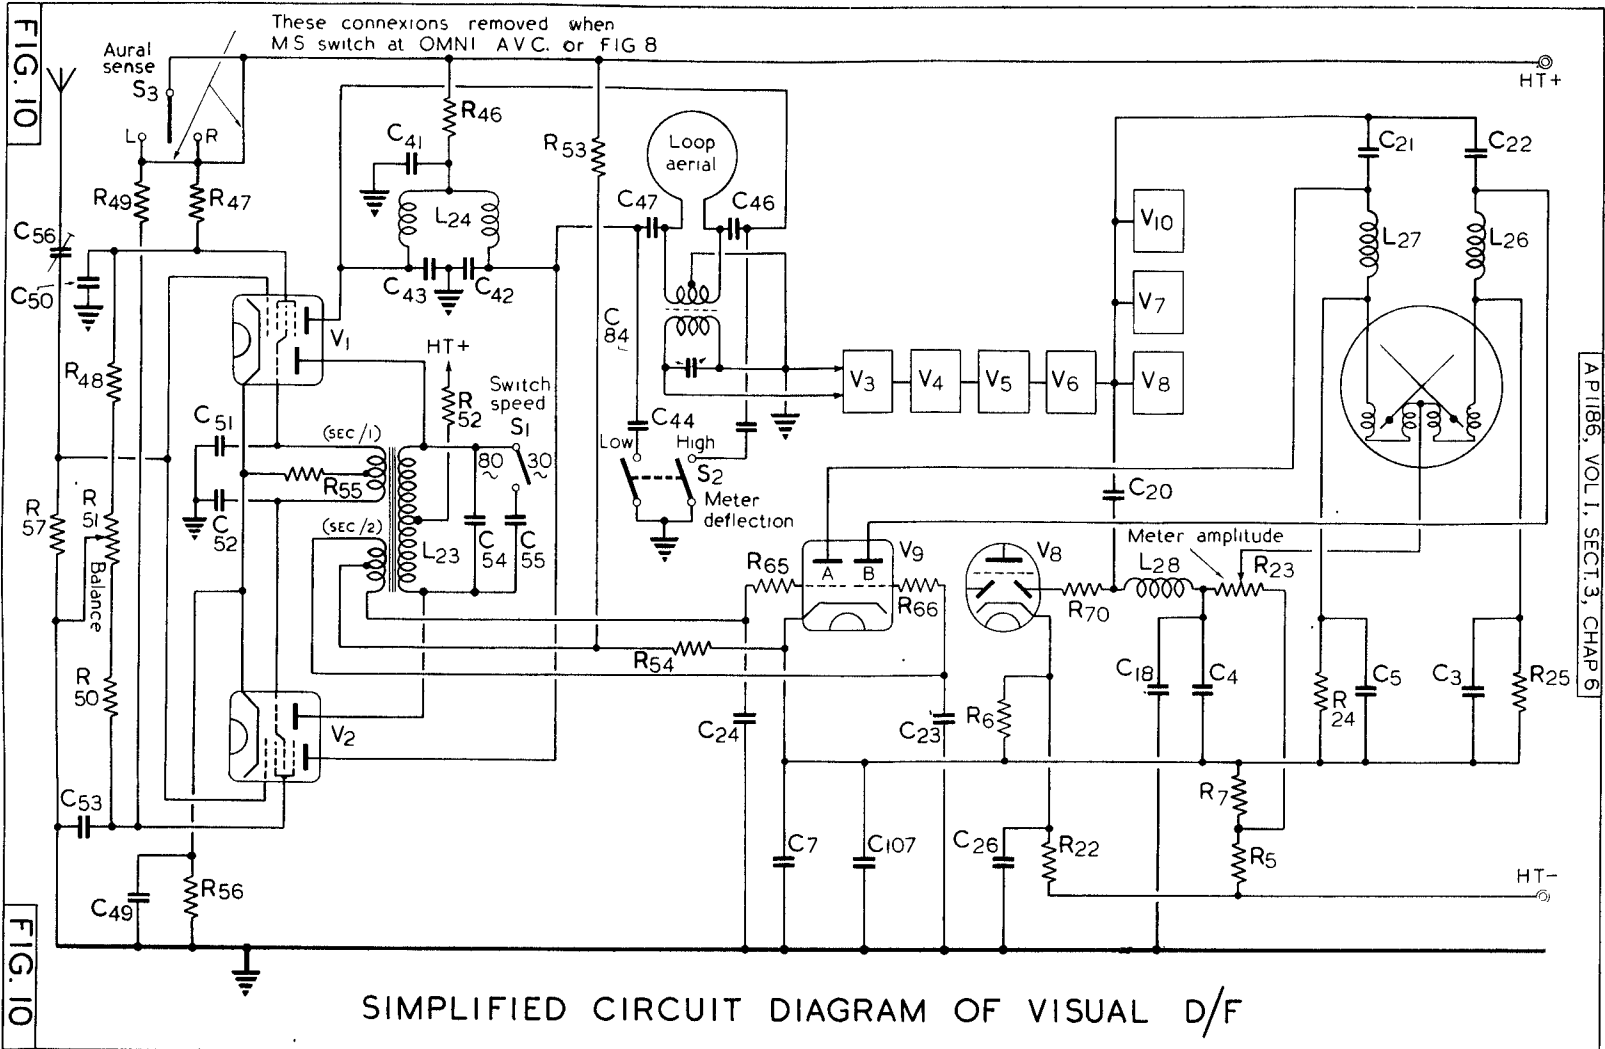 FIG. 10
These connexions removed when
MS switch at OMNI A.V.C. or FIG 8
Aural
sense
S3
L
R
HT+
R46
C41
R53
Loop
aerial
C21
C22
R49
R47
L24
C47
C46
V10
L27
L26
C56
C50
C43
C42
C
84
V7
V1
HT+
R48
R
52
Switch
speed
S1
V3
V4
V5
V6
V8
C51
(SEC/1)
80
~
30
~
C44
Low
High
S2
Meter
deflection
R55
C20
R
57
R
51
Balance
C
52
(SEC/2)
L23
C
54
C
55
A
B
V9
V8
Meter amplitude
R65
R66
R70
L28
R23
R54
R
50
C18
C4
R
24
C5
C3
R25
V2
C24
C23
R6
R7
C53
C7
C107
C26
R22
R5
C49
R56
HT-
A P 1186, VOL I, SECT. 3, CHAP 6
FIG. 10
SIMPLIFIED CIRCUIT DIAGRAM OF VISUAL D/F